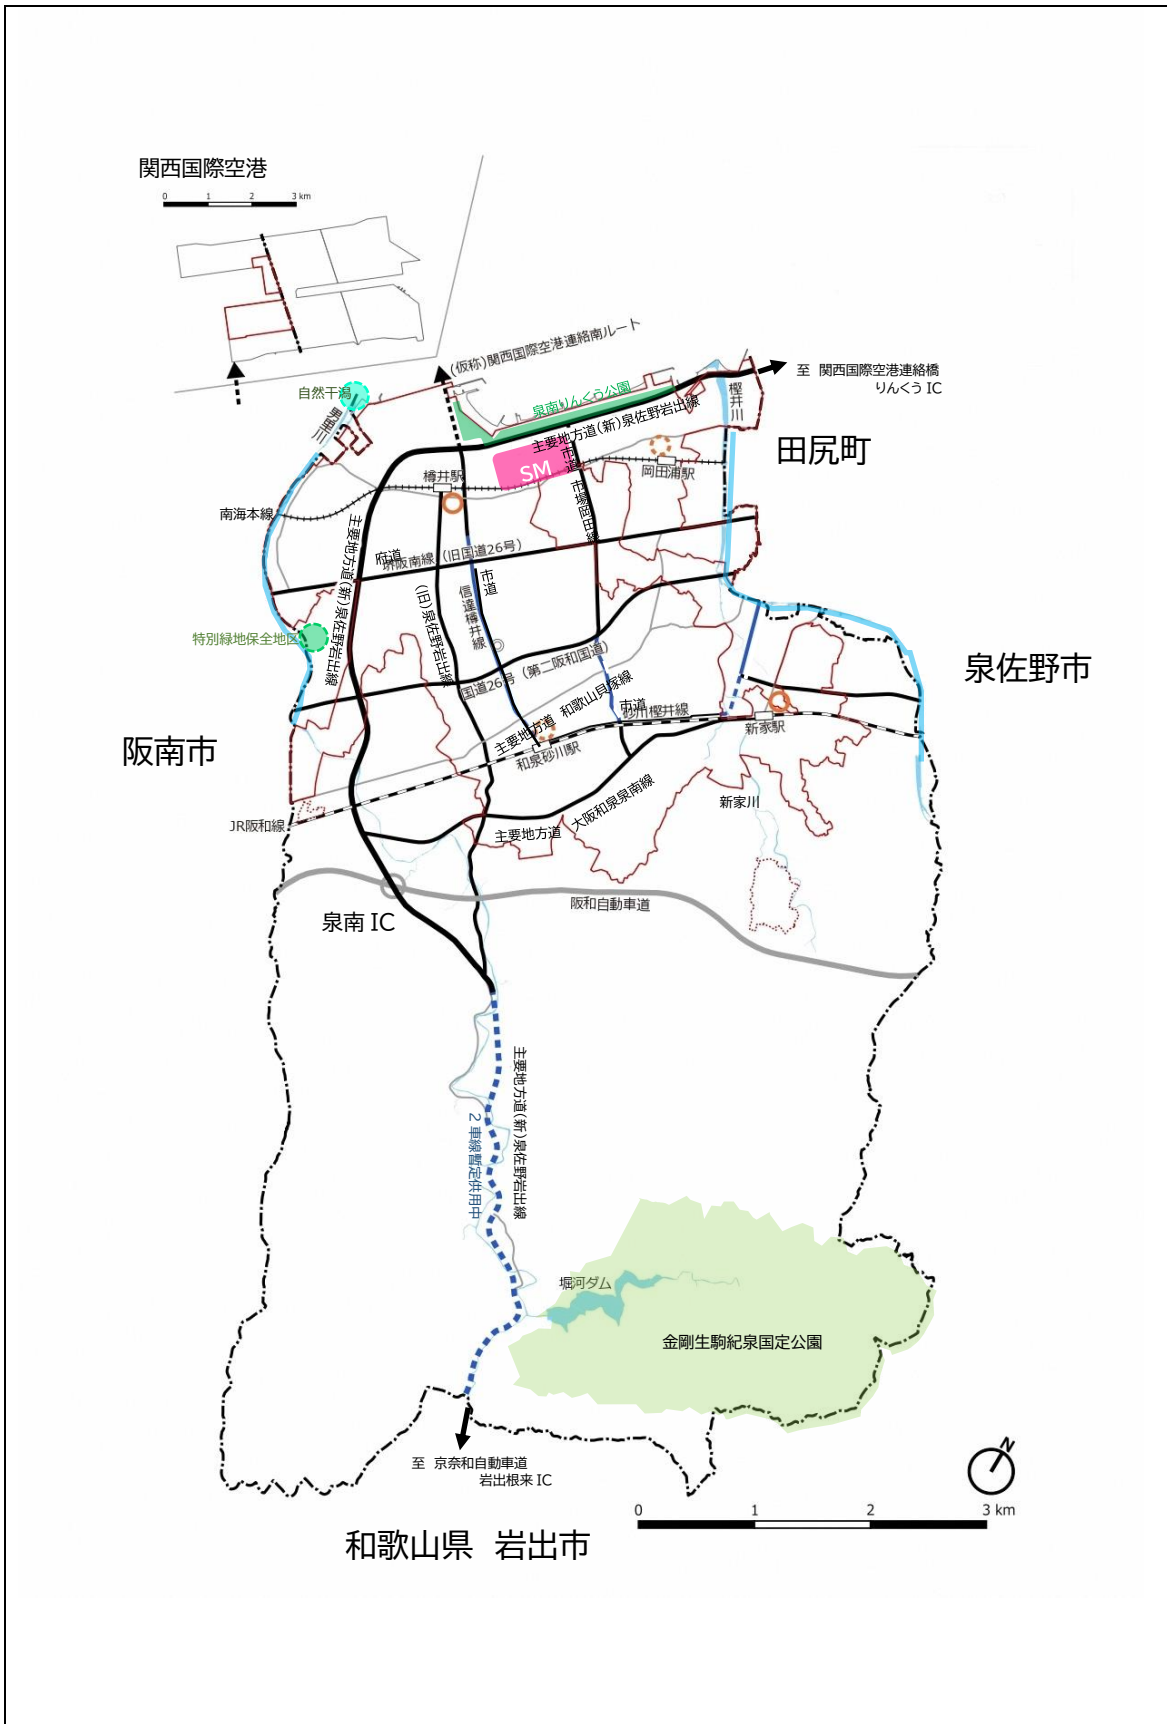 関西国際空港
0 1 2 3 km
(仮称)関西国際空港連絡南ルート
至 関西国際空港連絡橋
りんくう IC
自然干潟
男里川
泉南りんくう公園
樫井川
主要地方道(新)泉佐野岩出線
田尻町
SM
市道
市場岡田線
岡田浦駅
樽井駅
南海本線
主要地方道(新)泉佐野岩出線
府道
堺阪南線(旧国道26号)
市道
信達樽井線
(旧)泉佐野岩出線
特別緑地保全地区
国道26号(第二阪和国道)
泉佐野市
主要地方道 和歌山貝塚線
市道
砂川樫井線
新家駅
阪南市
和泉砂川駅
新家川
JR阪和線
主要地方道 大阪和泉泉南線
阪和自動車道
泉南 IC
主要地方道(新)泉佐野岩出線
2 車線暫定供用中
堀河ダム
金剛生駒紀泉国定公園
N
至 京奈和自動車道
岩出根来 IC
0 1 2 3 km
和歌山県 岩出市